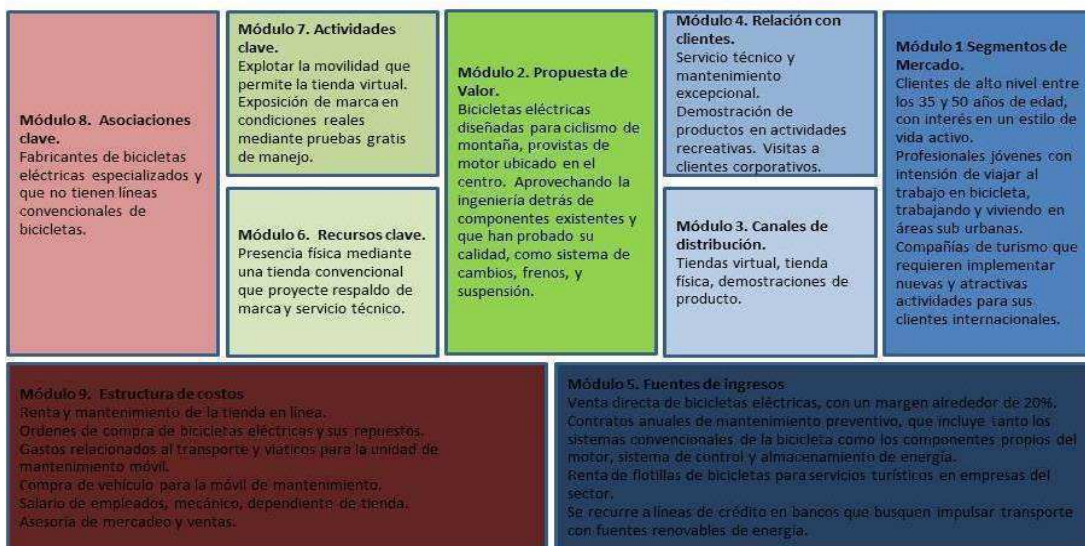 Módulo 8. Asociaciones
clave.
Fabricantes de bicicletas
eléctricas especializados y
que no tienen líneas
convencionales de
bicicletas.
Módulo 7. Actividades
clave.
Explotar la movilidad que
permite la tienda virtual.
Exposición de marca en
condiciones reales
mediante pruebas gratis
de manejo.
Módulo 6. Recursos clave.
Presencia física mediante
una tienda convencional
que proyecte respaldo de
marca y servicio técnico.
Módulo 2. Propuesta de
Valor.
Bicicletas eléctricas
diseñadas para ciclismo de
montaña, provistas de
motor ubicado en el
centro. Aprovechando la
ingeniería detrás de
componentes existentes y
que han probado su
calidad, como sistema de
cambios, frenos, y
suspensión.
Módulo 4. Relación con
clientes.
Servicio técnico y
mantenimiento
excepcional.
Demostración de
productos en actividades
recreativas. Visitas a
clientes corporativos.
Módulo 3. Canales de
distribución.
Tiendas virtual, tienda
física, demostraciones de
producto.
Módulo 1 Segmentos de
Mercado.
Clientes de alto nivel entre
los 35 y 50 años de edad,
con interés en un estilo de
vida activo.
Profesionales jóvenes con
intensión de viajar al
trabajo en bicicleta,
trabajando y viviendo en
áreas sub urbanas.
Compañías de turismo que
requieren implementar
nuevas y atractivas
actividades para sus
clientes internacionales.
Módulo 9. Estructura de costos
Renta y mantenimiento de la tienda en línea.
Ordenes de compra de bicicletas eléctricas y sus repuestos.
Gastos relacionados al transporte y viáticos para la unidad de
mantenimiento móvil.
Compra de vehículo para la móvil de mantenimiento.
Salario de empleados, mecánico, dependiente de tienda.
Asesoría de mercadeo y ventas.
Módulo 5. Fuentes de ingresos
Venta directa de bicicletas eléctricas, con un margen alrededor de 20%.
Contratos anuales de mantenimiento preventivo, que incluye tanto los
sistemas convencionales de la bicicleta como los componentes propios del
motor, sistema de control y almacenamiento de energía.
Renta de flotillas de bicicletas para servicios turísticos en empresas del
sector.
Se recurre a líneas de crédito en bancos que busquen impulsar transporte
con fuentes renovables de energía.